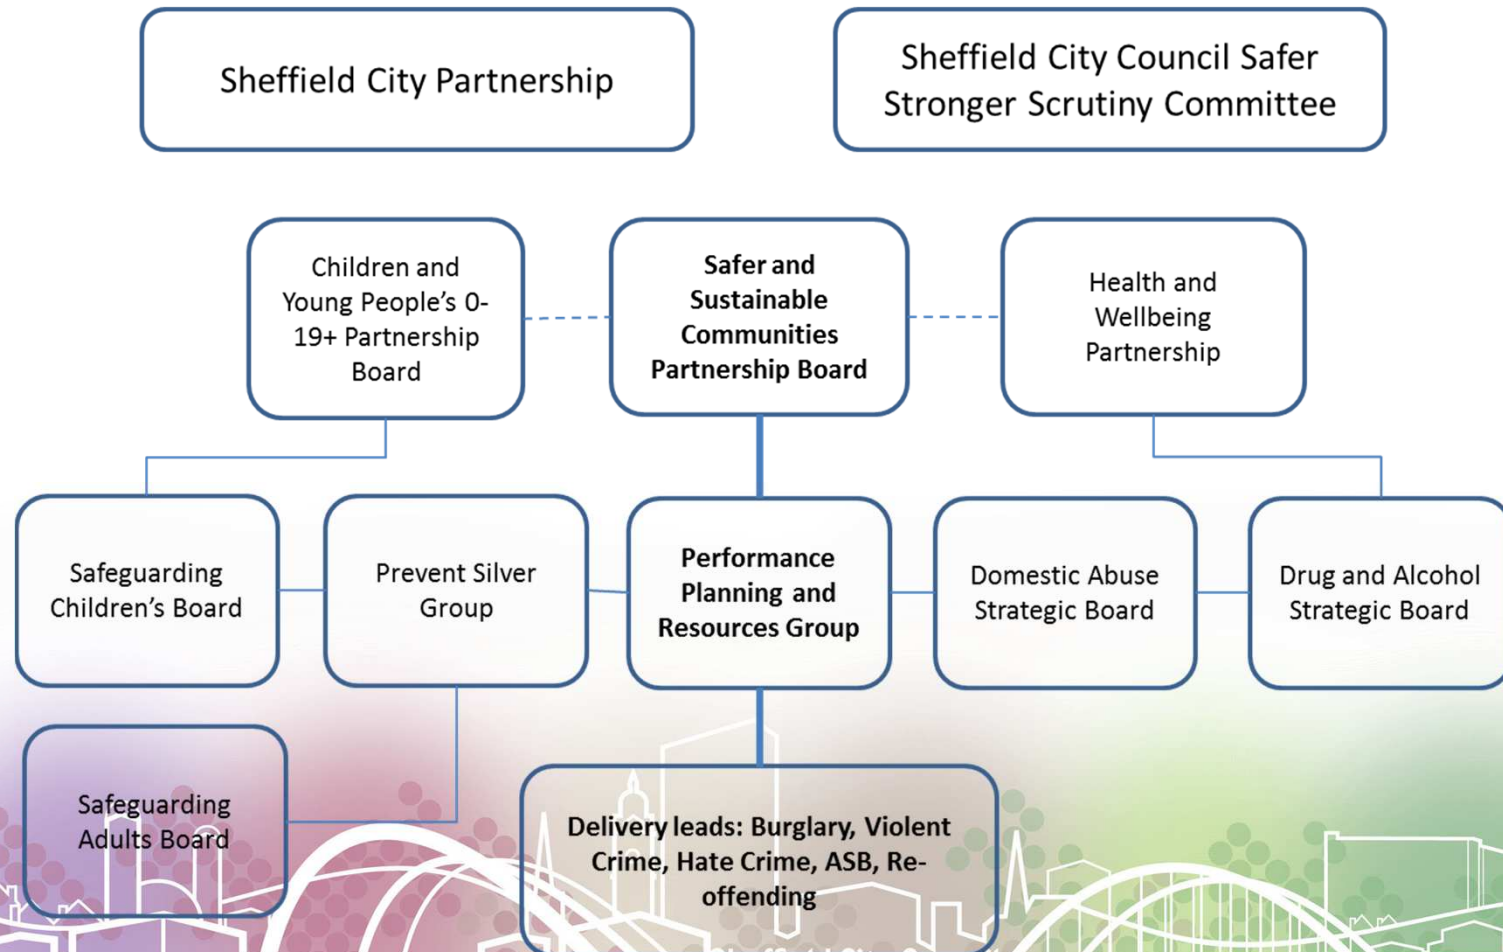 Sheffield City Partnership
Sheffield City Council Safer
Stronger Scrutiny Committee
Children and
Young People's 0-
19+ Partnership
Board
Safer and
Sustainable
Communities
Partnership Board
Health and
Wellbeing
Partnership
Safeguarding
Children's Board
Prevent Silver
Group
Performance
Planning and
Resources Group
Domestic Abuse
Strategic Board
Drug and Alcohol
Strategic Board
Safeguarding
Adults Board
Delivery leads: Burglary, Violent
Crime, Hate Crime, ASB, Re-
offending